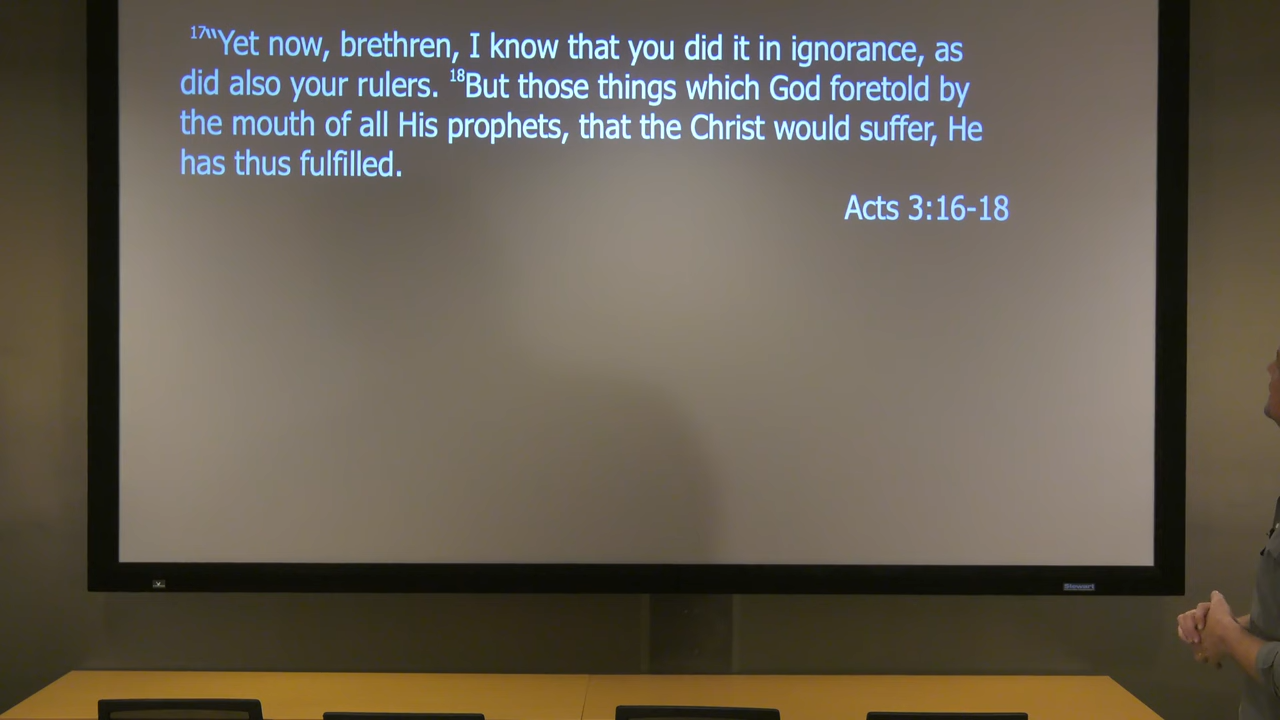 17"Yet now, brethren, I know that you did it in ignorance, as
did also your rulers. 18But those things which God foretold by
the mouth of all His prophets, that the Christ would suffer, He
has thus fulfilled.
Acts 3:16-18
Stewart